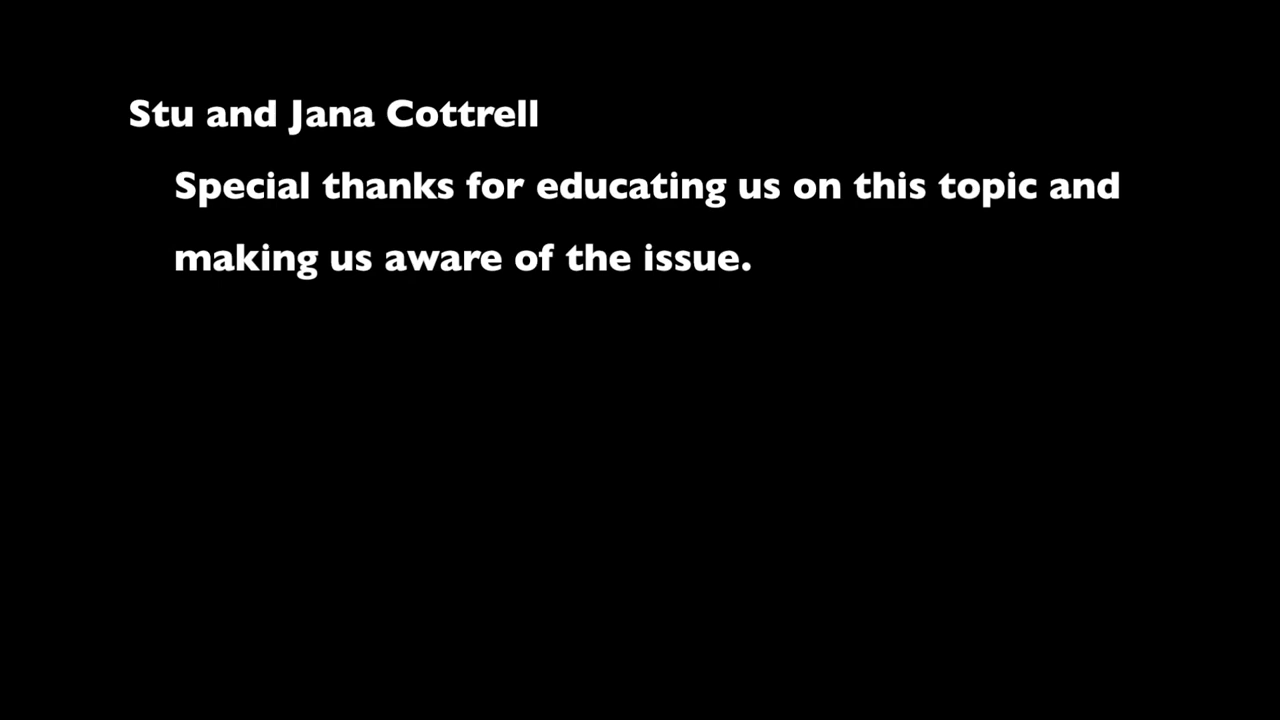 Stu and Jana Cottrell
Special thanks for educating us on this topic and
making us aware of the issue.